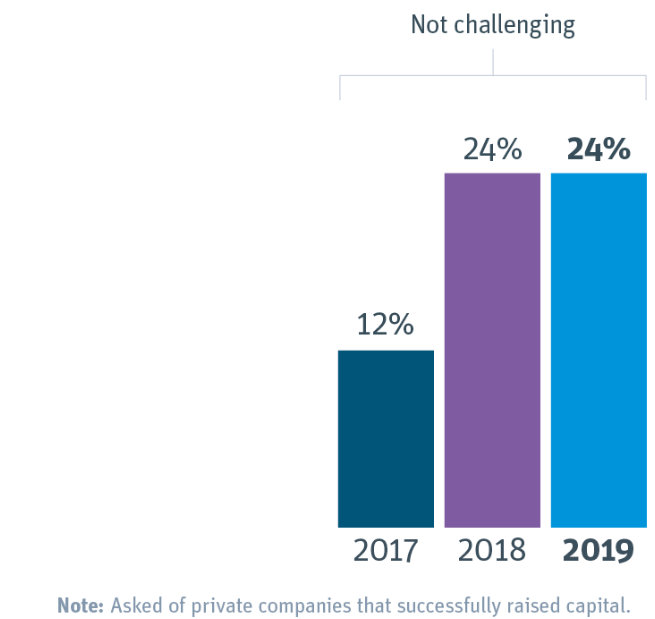 Not challenging
24% 24%
12%
2017 2018 2019
Note: Asked of private companies that successfully raised capital.